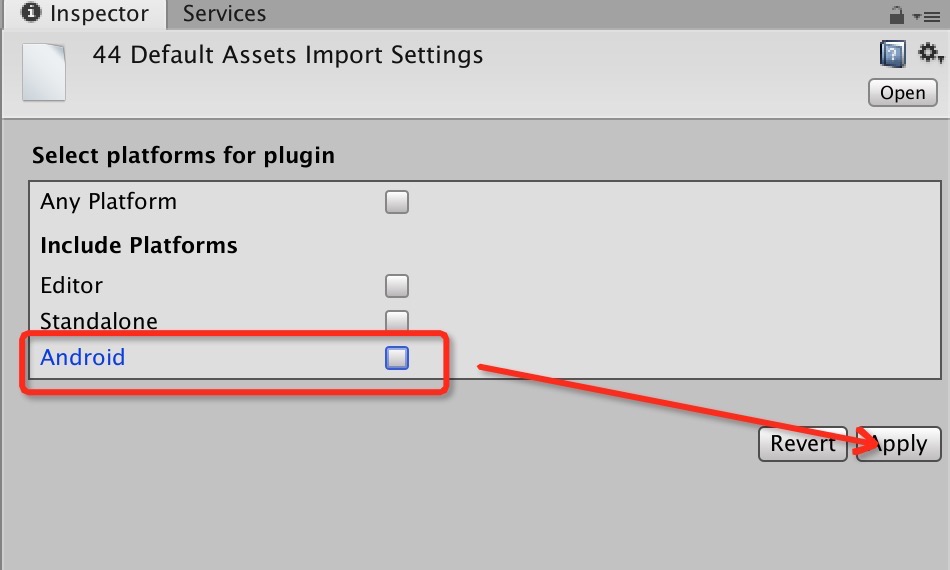 Inspector Services
44 Default Assets Import Settings
Open
Select platforms for plugin
Any Platform
Include Platforms
Editor
Standalone
Android
Revert Apply